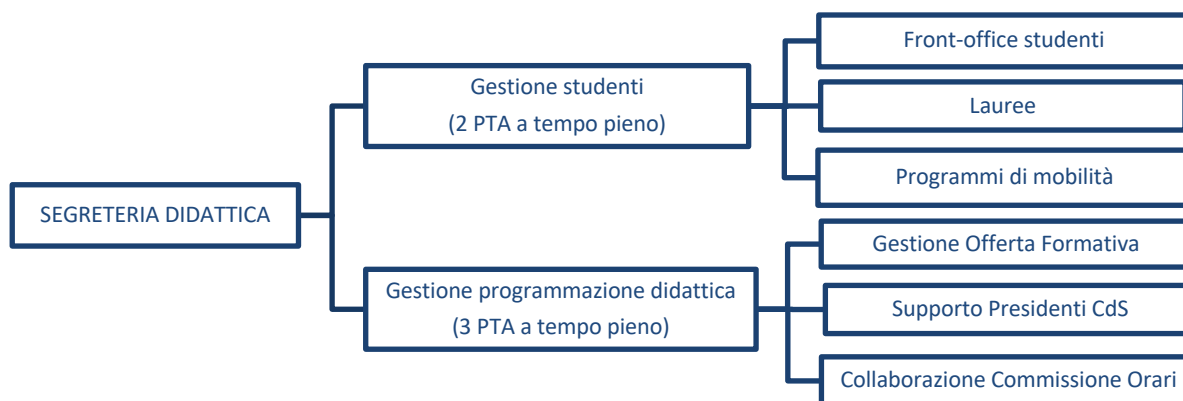 SEGRETERIA DIDATTICA
Gestione studenti
(2 PTA a tempo pieno)
Front-office studenti
Lauree
Programmi di mobilità
Gestione programmazione didattica
(3 PTA a tempo pieno)
Gestione Offerta Formativa
Supporto Presidenti CdS
Collaborazione Commissione Orari